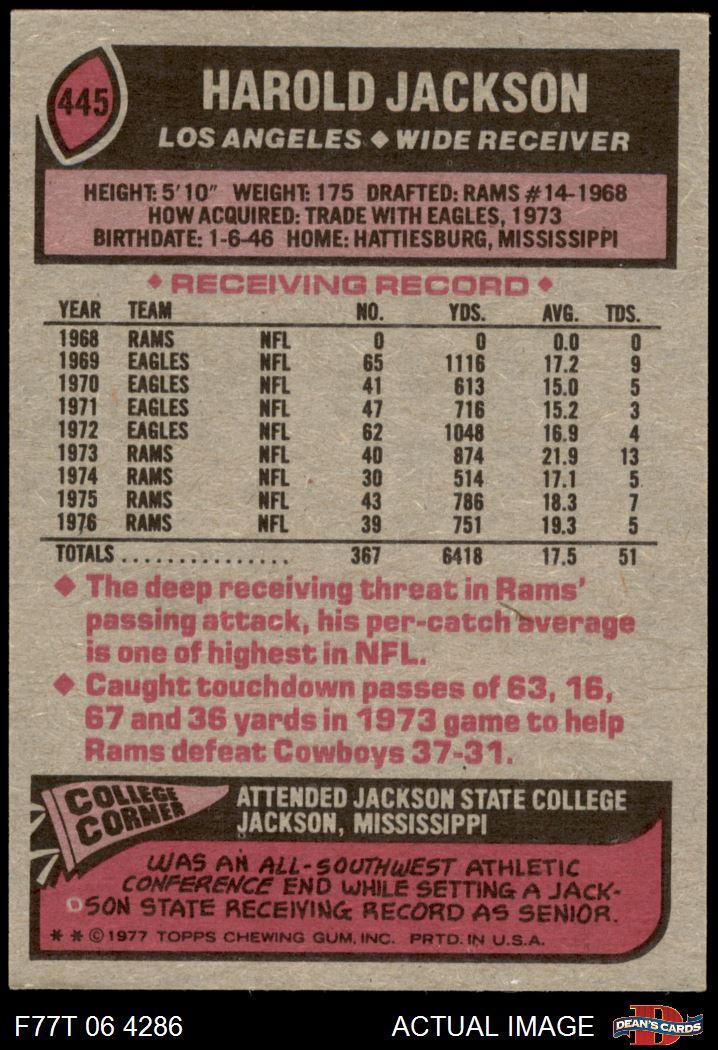 445
HAROLD JACKSON
LOS ANGELES ◆ WIDE RECEIVER
HEIGHT: 5'10" WEIGHT: 175 DRAFTED: RAMS #14-1968
HOW ACQUIRED: TRADE WITH EAGLES, 1973
BIRTHDATE: 1-6-46 HOME: HATTIESBURG, MISSISSIPPI
◆ RECEIVING RECORD ◆
YEAR TEAM NO. YDS. AVG. TDS.
1968 RAMS NFL 0 0 0.0 0
1969 EAGLES NFL 65 1116 17.2 9
1970 EAGLES NFL 41 613 15.0 5
1971 EAGLES NFL 47 716 15.2 3
1972 EAGLES NFL 62 1048 16.9 4
1973 RAMS NFL 40 874 21.9 13
1974 RAMS NFL 30 514 17.1 5
1975 RAMS NFL 43 786 18.3 7
1976 RAMS NFL 39 751 19.3 5
TOTALS ................ 367 6418 17.5 51
◆ The deep receiving threat in Rams'
passing attack, his per-catch average
is one of highest in NFL.
◆ Caught touchdown passes of 63, 16,
67 and 36 yards in 1973 game to help
Rams defeat Cowboys 37-31.
COLLEGE
CORNER
ATTENDED JACKSON STATE COLLEGE
JACKSON, MISSISSIPPI
WAS AN ALL-SOUTHWEST ATHLETIC
CONFERENCE END WHILE SETTING A JACK-
SON STATE RECEIVING RECORD AS SENIOR.
* * © 1977 TOPPS CHEWING GUM, INC. PRTD. IN U.S.A.
F77T 06 4286 ACTUAL IMAGE D DEAN'S CARDS